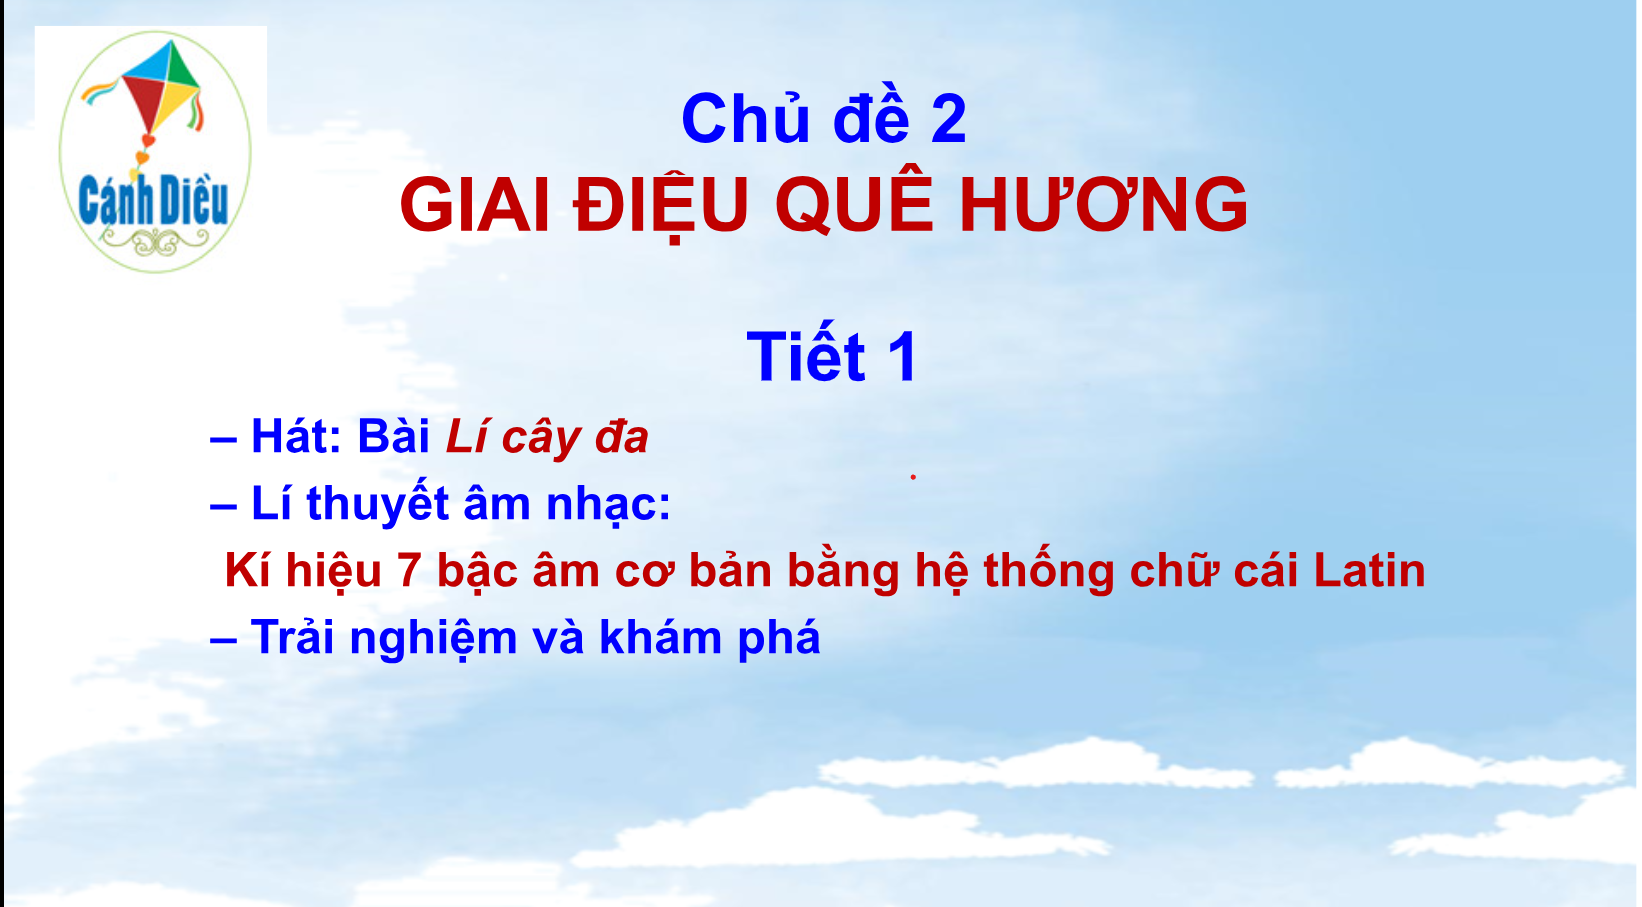 Cánh Diều
Chủ đề 2
GIAI ĐIỆU QUÊ HƯƠNG
Tiết 1
– Hát: Bài Lí cây đa
– Lí thuyết âm nhạc:
Kí hiệu 7 bậc âm cơ bản bằng hệ thống chữ cái Latin
– Trải nghiệm và khám phá